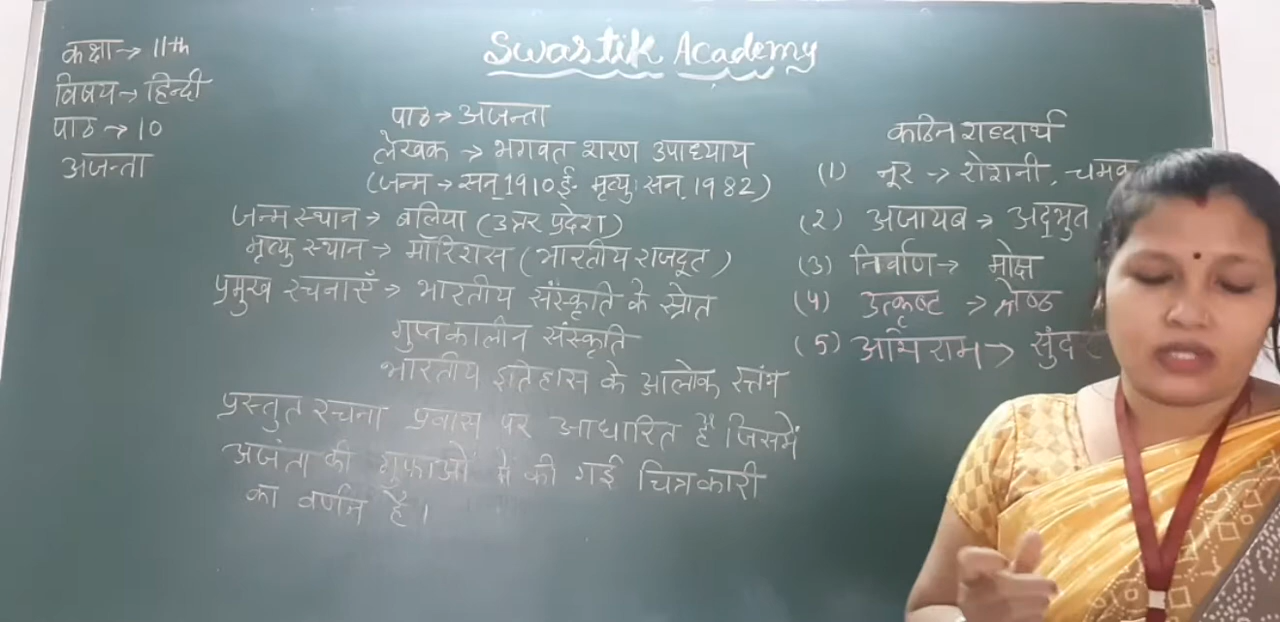 Swastik Academy
कक्षा → 11th
विषय → हिन्दी
पाठ → 10
अजन्ता
पाठ → अजन्ता
लेखक → भगवत शरण उपाध्याय
(जन्म → सन् 1910 ई. मृत्यु: सन् 1982)
जन्म स्थान → बलिया (उत्तर प्रदेश)
मृत्यु स्थान → मॉरिशस (भारतीय राजदूत)
प्रमुख रचनाएँ → भारतीय संस्कृति के स्रोत
गुप्तकालीन संस्कृति
भारतीय इतिहास के आलोक स्तंभ
प्रस्तुत रचना प्रवास पर आधारित है जिसमें
अजंता की गुफाओं में की गई चित्रकारी
का वर्णन है।
कठिन शब्दार्थ
(1) नूर → रोशनी, चमक
(2) अजायब → अद्भुत
(3) निर्वाण → मोक्ष
(4) उत्कृष्ट → श्रेष्ठ
(5) अभिराम → सुंदर